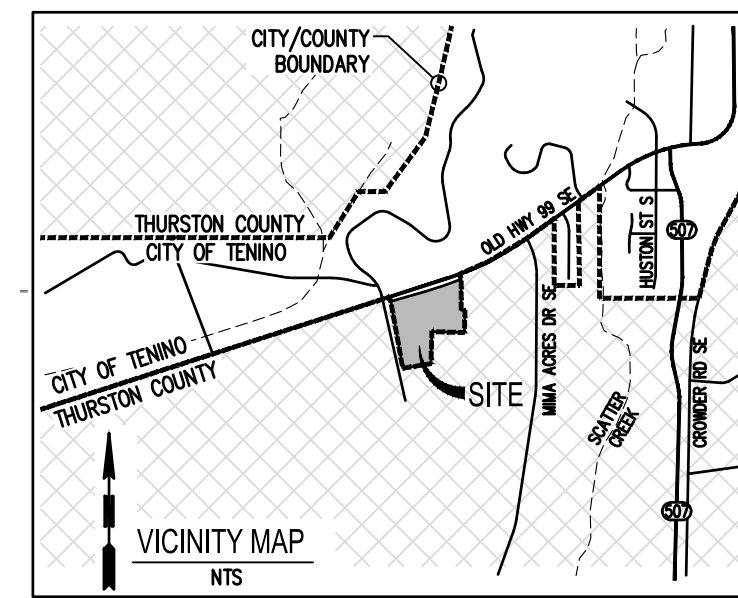 CITY/COUNTY
BOUNDARY
THURSTON COUNTY
CITY OF TENINO
OLD HWY 99 SE
HUSTON ST S
507
CITY OF TENINO
THURSTON COUNTY
SITE
MIMA ACRES DR SE
SCATTER
CREEK
CROWDER RD SE
507
VICINITY MAP
NTS